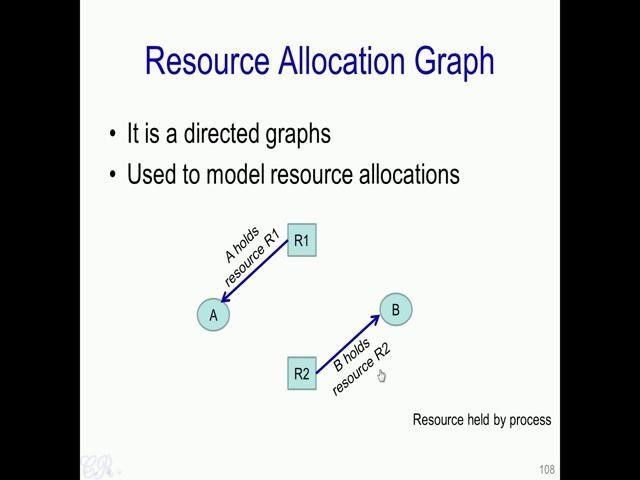 Resource Allocation Graph
• It is a directed graphs
• Used to model resource allocations
A holds
resource R1
R1
A
B
R2
B holds
resource R2
Resource held by process
CR
108